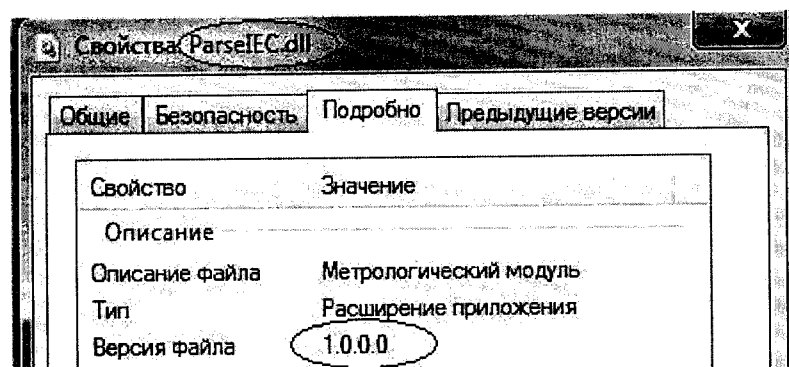 Свойства: ParseIEC.dll
X
Общие Безопасность Подробно Предыдущие версии
Свойство Значение
Описание
Описание файла Метрологический модуль
Тип Расширение приложения
Версия файла 1.0.0.0